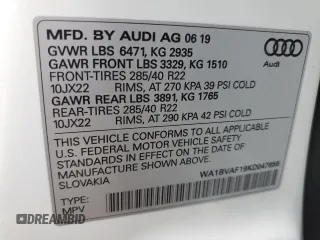 MFD BY AUDI AG 06 19
GVWR LBS 6471, KG 2935
GAWR FRONT LBS 3329, KG 1510
FRONT-TIRES 285/40 R22
10JX22 RIMS, AT 270 KPA 39 PSI COLD
GAWR REAR LBS 3891, KG 1765
REAR-TIRES 285/40 R22
10JX22 RIMS, AT 290 KPA 42 PSI COLD
THIS VEHICLE CONFORMS TO ALL APPLICABLE
U.S. FEDERAL MOTOR VEHICLE SAFETY STANDARDS
IN EFFECT ON THE DATE OF MANUFACTURE SHOWN ABOVE.
SLOVAKIA
TYPE:
MPV
Audi
DREAMBID